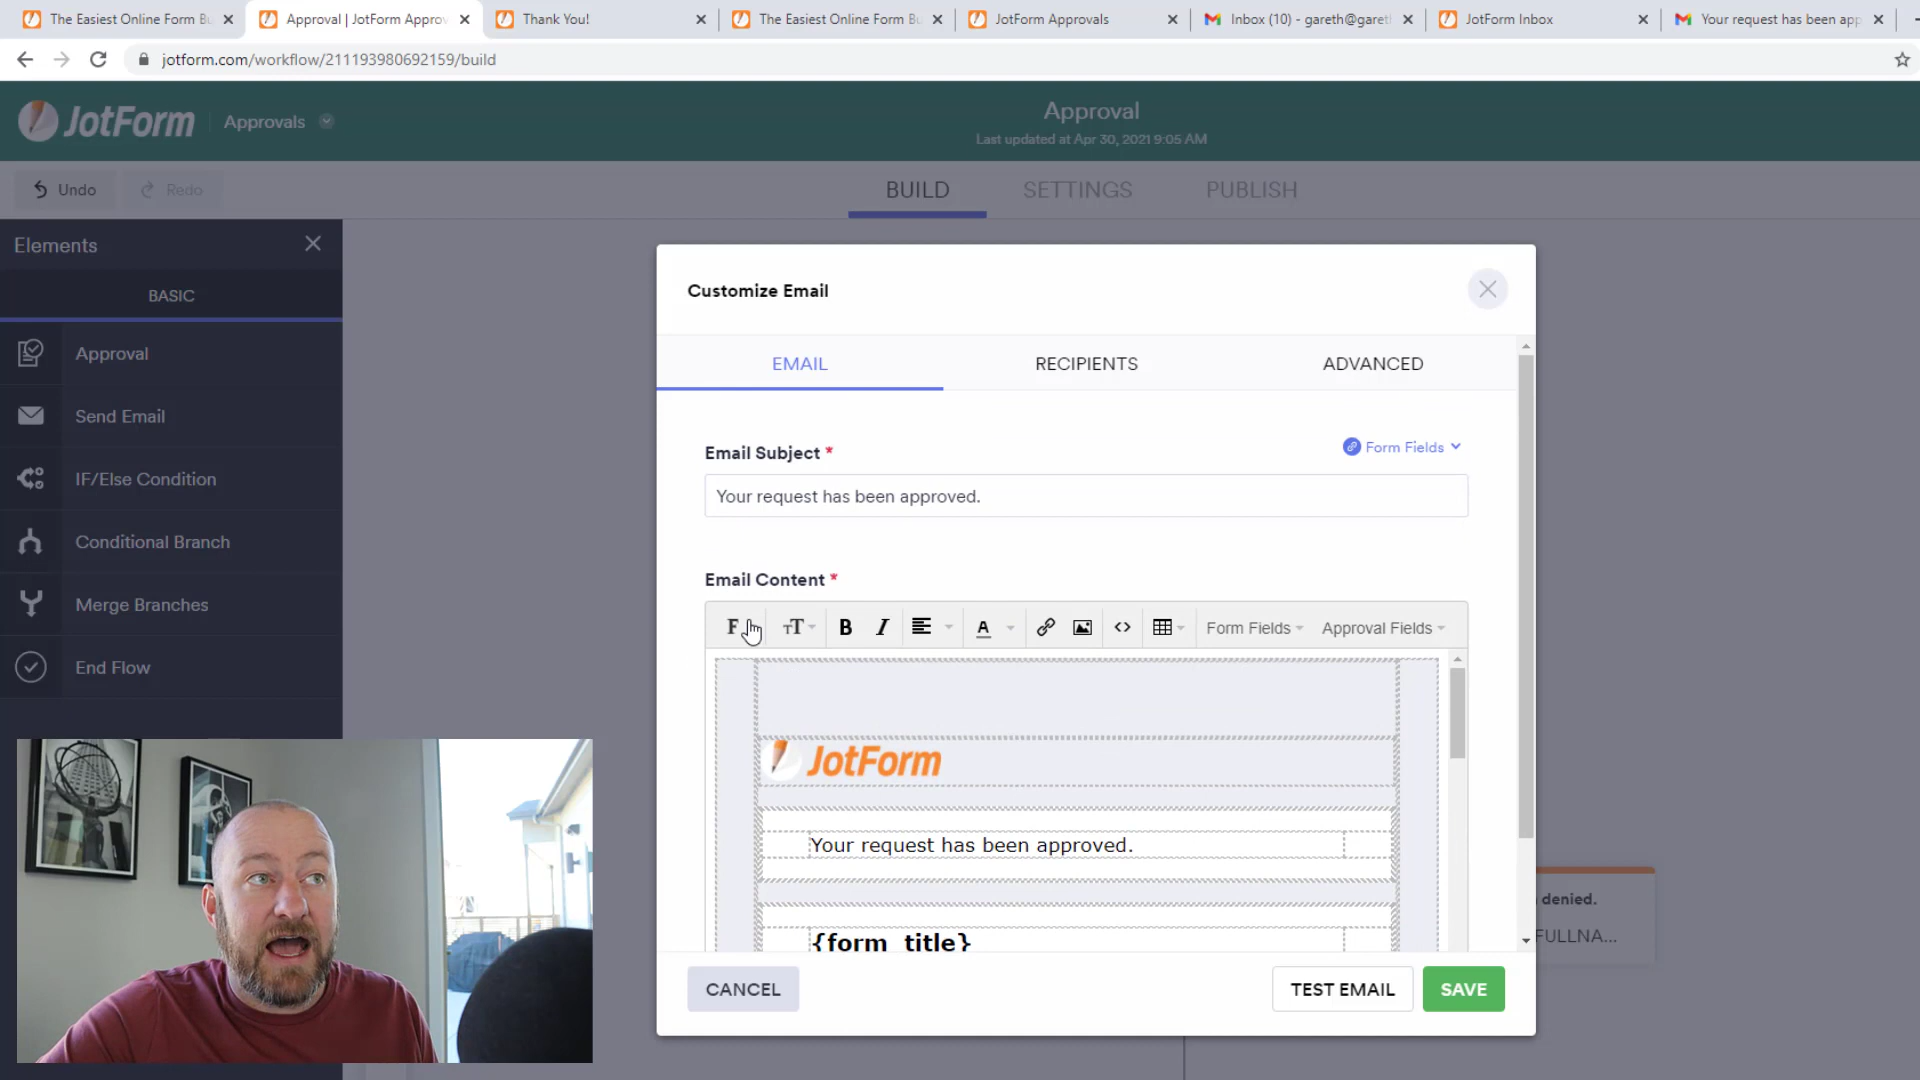 The Easiest Online Form Bu
Approval | JotForm Approv
Thank You!
The Easiest Online Form Bu
JotForm Approvals
Inbox (10) - gareth@garet
JotForm Inbox
Your request has been app
jotform.com/workflow/211193980692159/build
JotForm
Approvals
Approval
Last updated at Apr 30, 2021 9:05 AM
Undo
Redo
BUILD
SETTINGS
PUBLISH
Elements
BASIC
Approval
Send Email
IF/Else Condition
Conditional Branch
Merge Branches
End Flow
Customize Email
EMAIL
RECIPIENTS
ADVANCED
Email Subject *
Form Fields
Your request has been approved.
Email Content *
F
TT
B
I
A
Form Fields
Approval Fields
JotForm
Your request has been approved.
{form_title}
denied.
FULLNA...
CANCEL
TEST EMAIL
SAVE